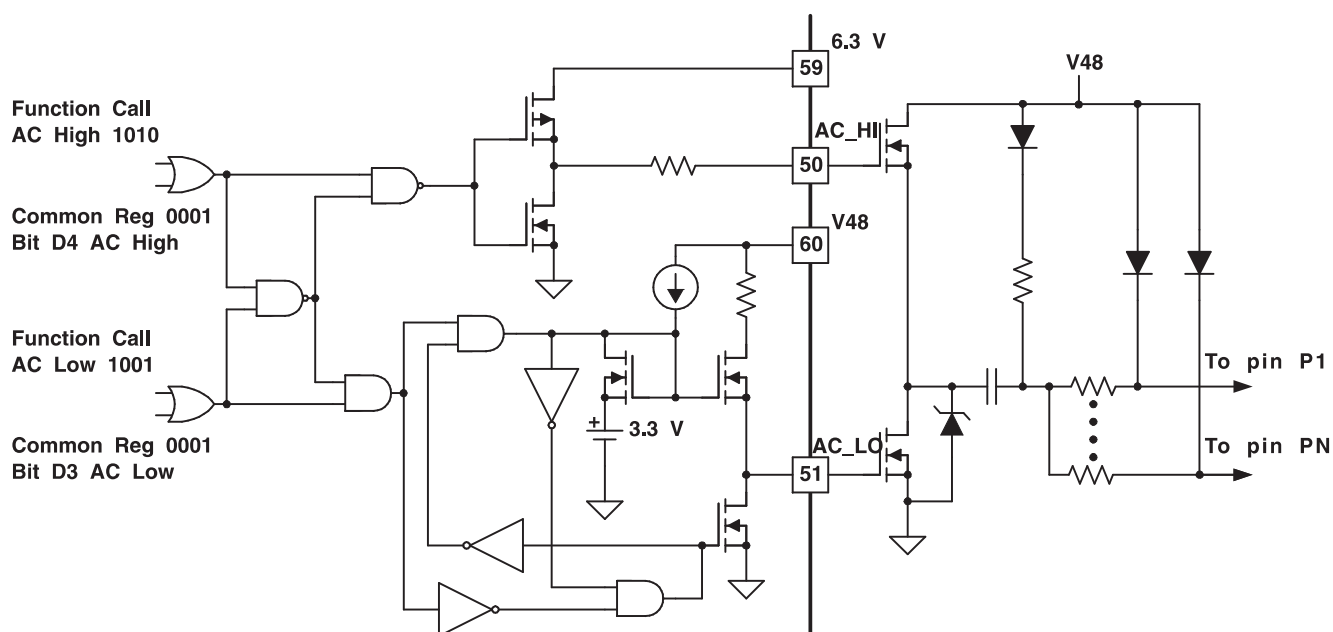 6.3 V
59
V48
Function Call
AC High 1010
AC_HI
50
Common Reg 0001
Bit D4 AC High
V48
60
Function Call
AC Low 1001
To pin P1
+
3.3 V
AC_LO
To pin PN
Common Reg 0001
Bit D3 AC Low
51